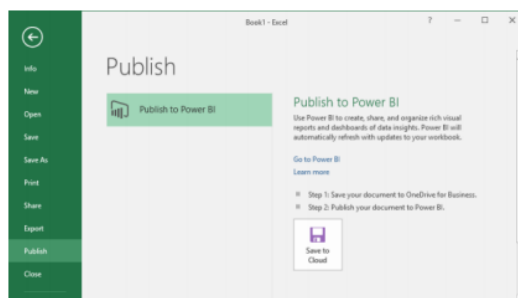 Book1 - Excel
?
Info
New
Open
Save
Save As
Print
Share
Export
Publish
Close
Publish
Publish to Power BI
Publish to Power BI
Use Power BI to create, share, and organize rich visual
reports and dashboards of data insights. Power BI will
automatically refresh with updates to your workbook.
Go to Power BI
Learn more
Step 1: Save your document to OneDrive for Business.
Step 2: Publish your document to Power BI.
Save to
Cloud